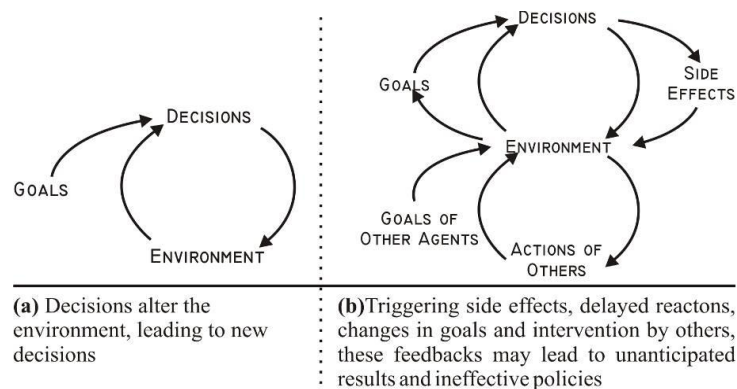 DECISIONS
GOALS
ENVIRONMENT
DECISIONS
GOALS
SIDE
EFFECTS
ENVIRONMENT
GOALS OF
OTHER AGENTS
ACTIONS OF
OTHERS
(a) Decisions alter the
environment, leading to new
decisions
(b)Triggering side effects, delayed reactons,
changes in goals and intervention by others,
these feedbacks may lead to unanticipated
results and ineffective policies